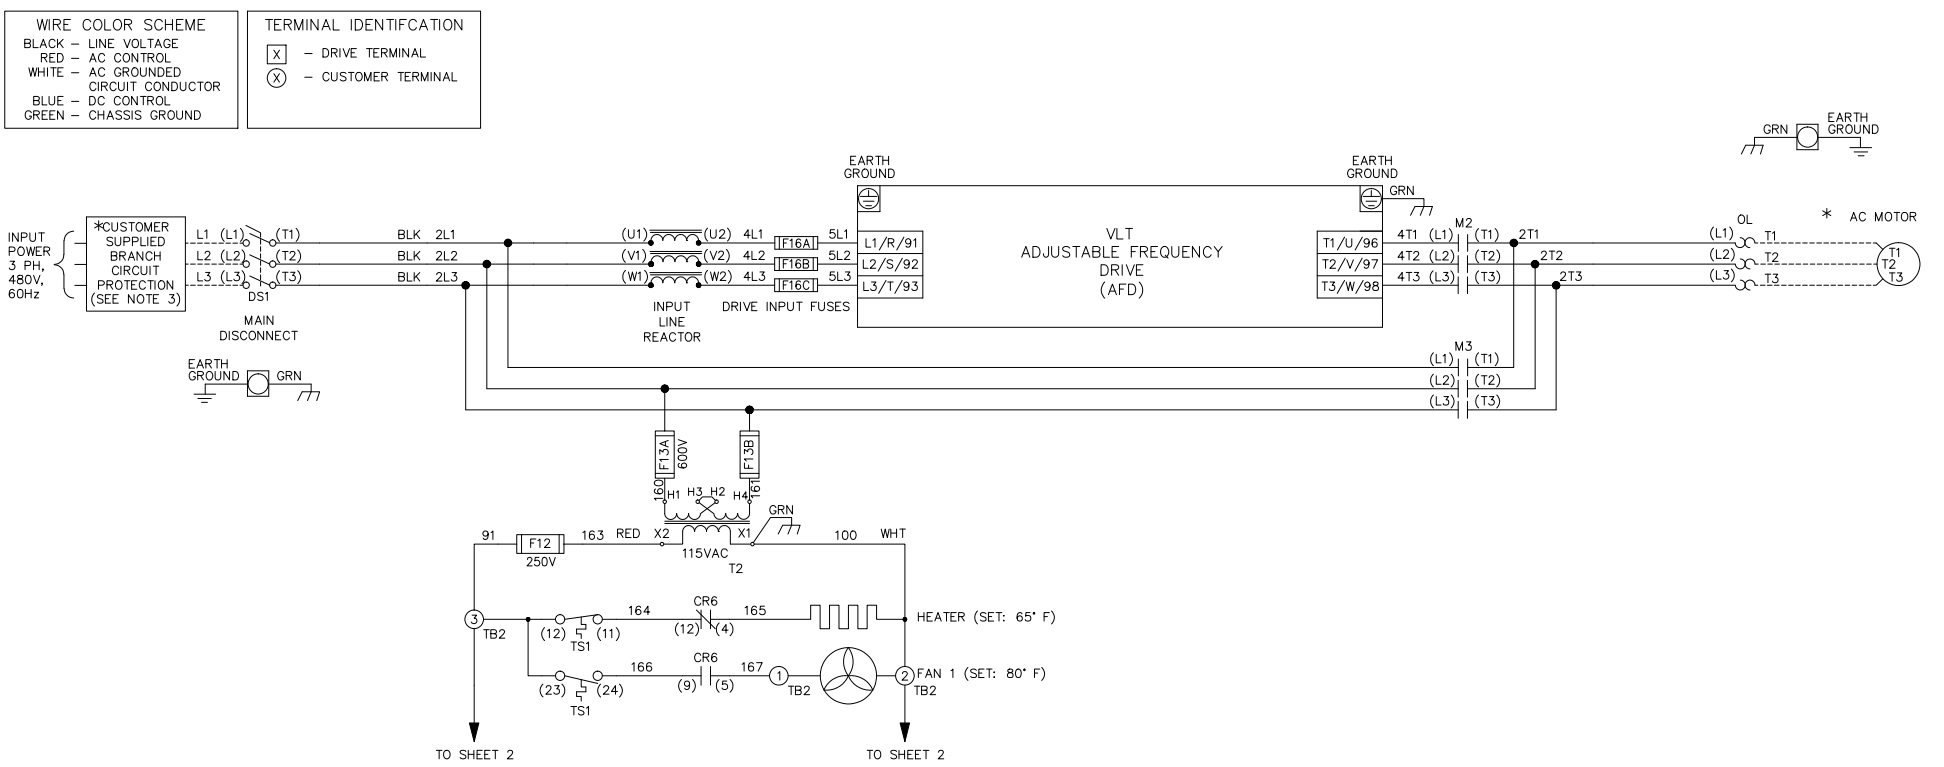 WIRE COLOR SCHEME
BLACK – LINE VOLTAGE
RED – AC CONTROL
WHITE – AC GROUNDED
CIRCUIT CONDUCTOR
BLUE – DC CONTROL
GREEN – CHASSIS GROUND
TERMINAL IDENTIFCATION
X – DRIVE TERMINAL
X – CUSTOMER TERMINAL
GRN
EARTH
GROUND
INPUT
POWER
3 PH,
480V,
60Hz
*CUSTOMER
SUPPLIED
BRANCH
CIRCUIT
PROTECTION
(SEE NOTE 3)
L1 (L1) (T1) BLK 2L1 (U1) (U2) 4L1 F16A 5L1
L2 (L2) (T2) BLK 2L2 (V1) (V2) 4L2 F16B 5L2
L3 (L3) (T3) BLK 2L3 (W1) (W2) 4L3 F16C 5L3
DS1
MAIN
DISCONNECT
INPUT
LINE
REACTOR
DRIVE INPUT FUSES
EARTH
GROUND
L1/R/91
L2/S/92
L3/T/93
VLT
ADJUSTABLE FREQUENCY
DRIVE
(AFD)
EARTH
GROUND
GRN
T1/U/96
T2/V/97
T3/W/98
M2
4T1 (L1) (T1) 2T1
4T2 (L2) (T2) 2T2
4T3 (L3) (T3) 2T3
OL
(L1) T1
(L2) T2
(L3) T3
* AC MOTOR
T1
T2
T3
EARTH
GROUND GRN
M3
(L1) (T1)
(L2) (T2)
(L3) (T3)
F13A
600V
F13B
160
161
H1 H3 H2 H4
GRN
91 F12 163 RED X2 X1 100 WHT
250V
115VAC
T2
3
TB2
(12) (11)
TS1
164
CR6
(12) (4)
165
HEATER (SET: 65° F)
(23) (24)
TS1
166
CR6
(9) (5)
167
1
TB2
2
TB2
FAN 1 (SET: 80° F)
TO SHEET 2
TO SHEET 2